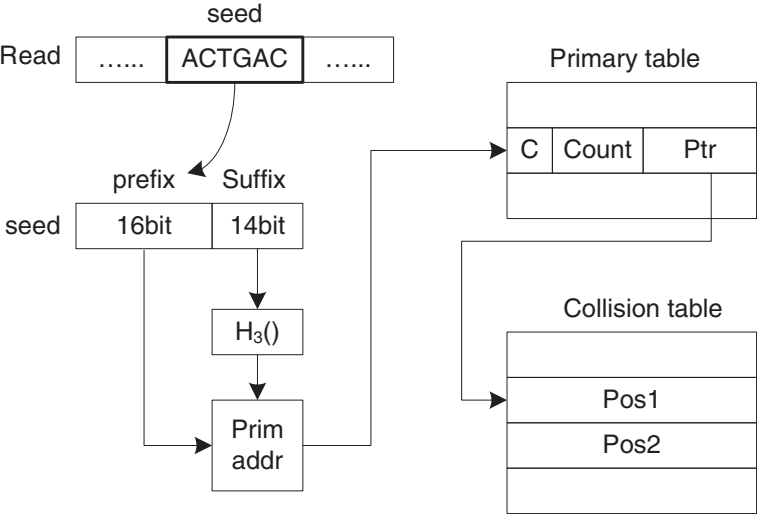 seed
Read ...... ACTGAC ......
prefix Suffix
seed 16bit 14bit
H₃()
Prim
addr
Primary table
C Count Ptr
Collision table
Pos1
Pos2